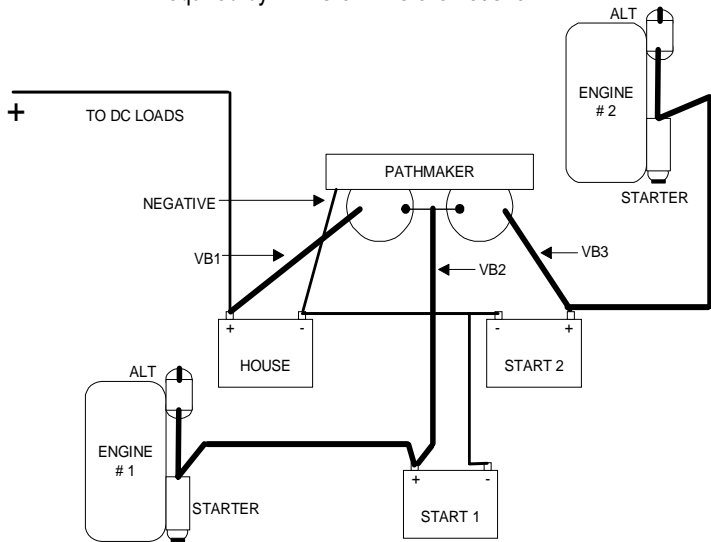 ALT
ENGINE
# 2
STARTER
+
TO DC LOADS
PATHMAKER
NEGATIVE
VB1
VB2
VB3
+ -
HOUSE
- +
START 2
ALT
ENGINE
# 1
STARTER
+ -
START 1